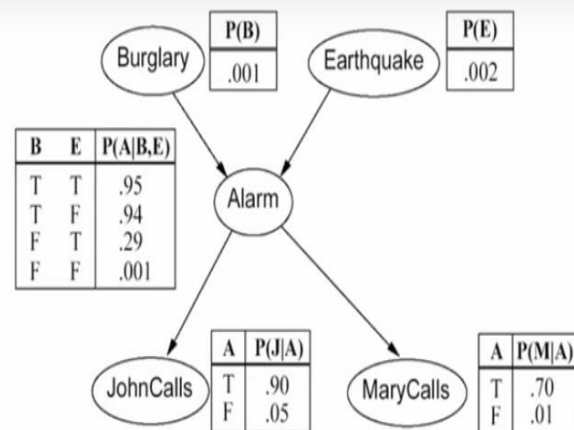 Burglary
P(B)
.001
Earthquake
P(E)
.002
B E P(A|B,E)
T T .95
T F .94
F T .29
F F .001
Alarm
JohnCalls
A P(J|A)
T .90
F .05
MaryCalls
A P(M|A)
T .70
F .01